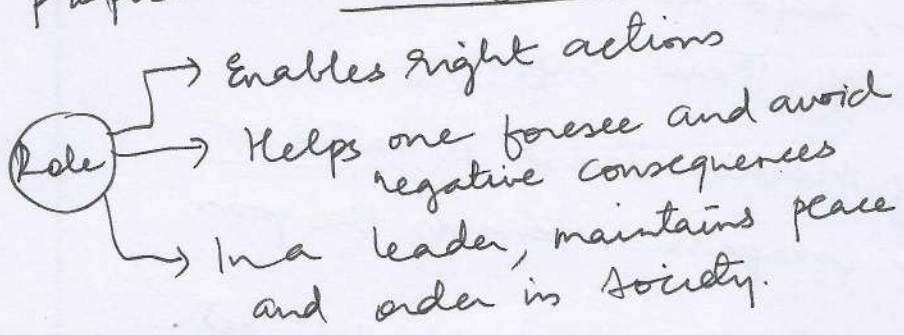 Enables right actions
Role
Helps one foresee and avoid
negative consequences
In a leader, maintains peace
and order in society.